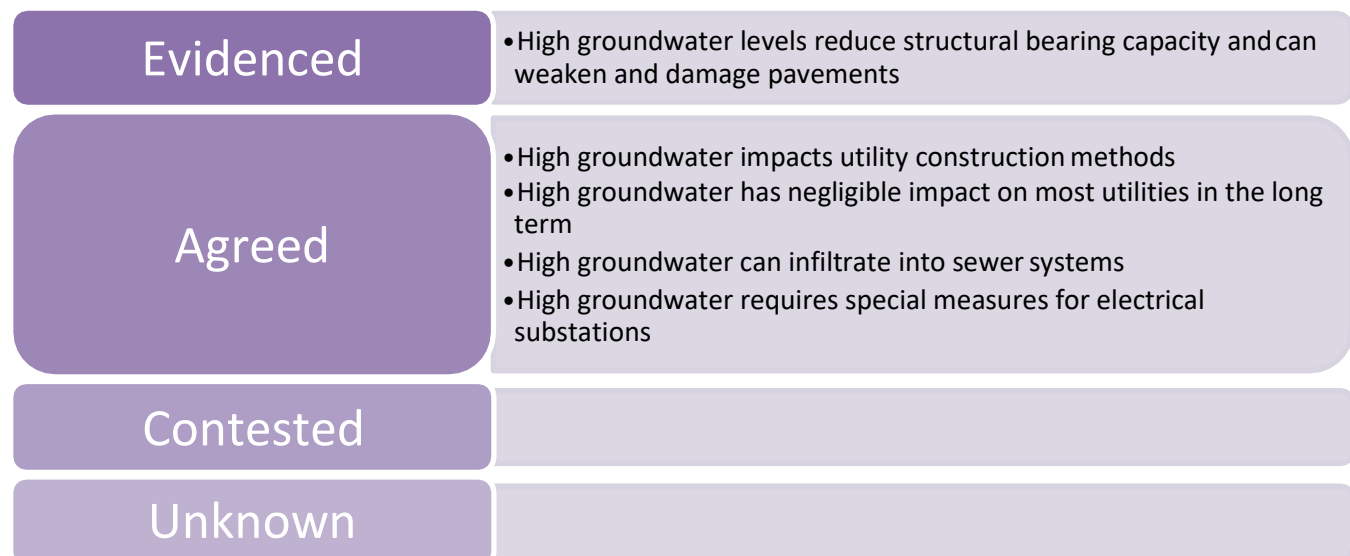 Evidenced
•High groundwater levels reduce structural bearing capacity and can
weaken and damage pavements
Agreed
•High groundwater impacts utility construction methods
•High groundwater has negligible impact on most utilities in the long
term
•High groundwater can infiltrate into sewer systems
•High groundwater requires special measures for electrical
substations
Contested
Unknown